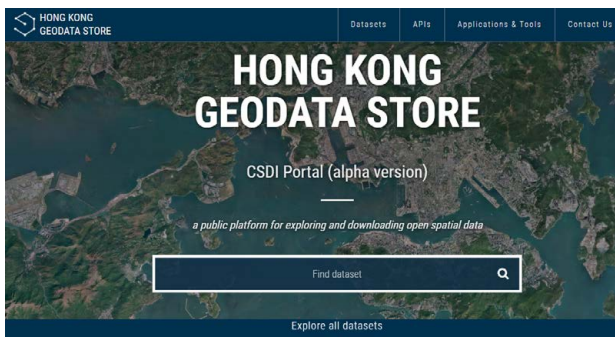 HONG KONG
GEODATA STORE
Datasets
APIs
Applications & Tools
Contact Us
HONG KONG
GEODATA STORE
CSDI Portal (alpha version)
a public platform for exploring and downloading open spatial data
Find dataset
Explore all datasets